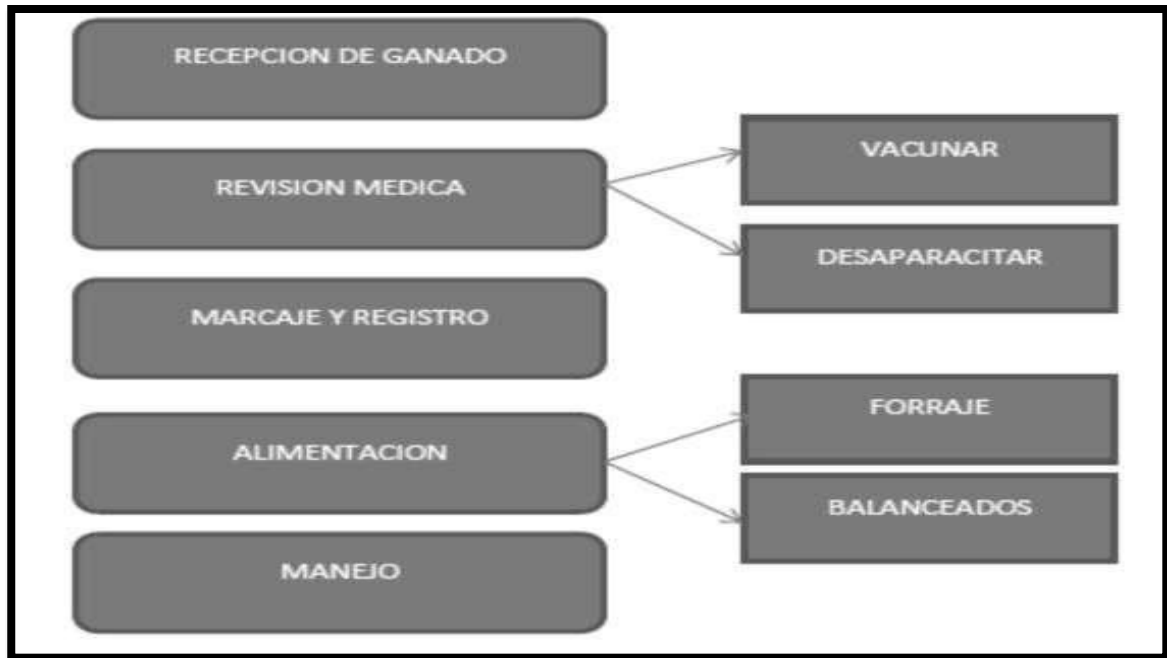 RECEPCION DE GANADO
REVISION MEDICA
VACUNAR
DESAPARACITAR
MARCAJE Y REGISTRO
ALIMENTACION
FORRAJE
BALANCEADOS
MANEJO